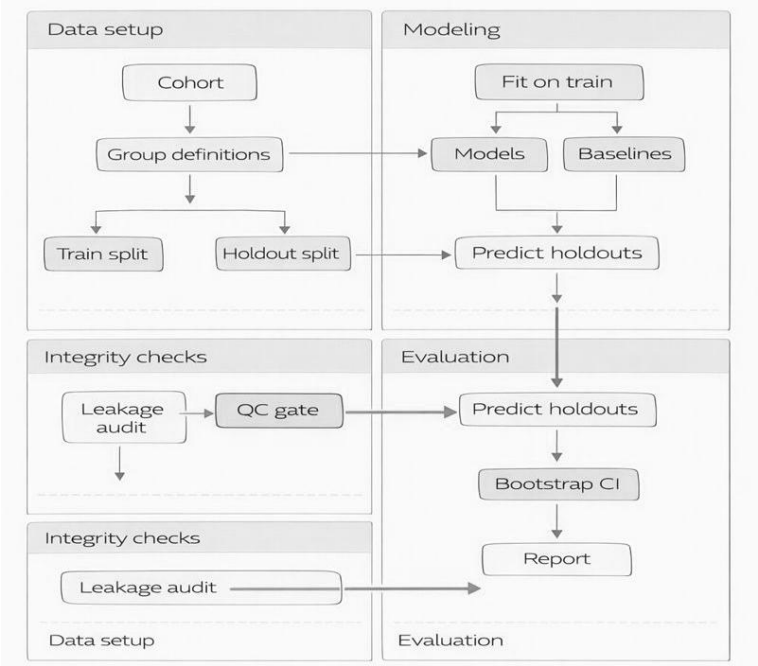 Data setup
Cohort
Group definitions
Train split
Holdout split
Modeling
Fit on train
Models
Baselines
Predict holdouts
Integrity checks
Leakage
audit
QC gate
Evaluation
Predict holdouts
Bootstrap CI
Report
Integrity checks
Leakage audit
Data setup
Evaluation